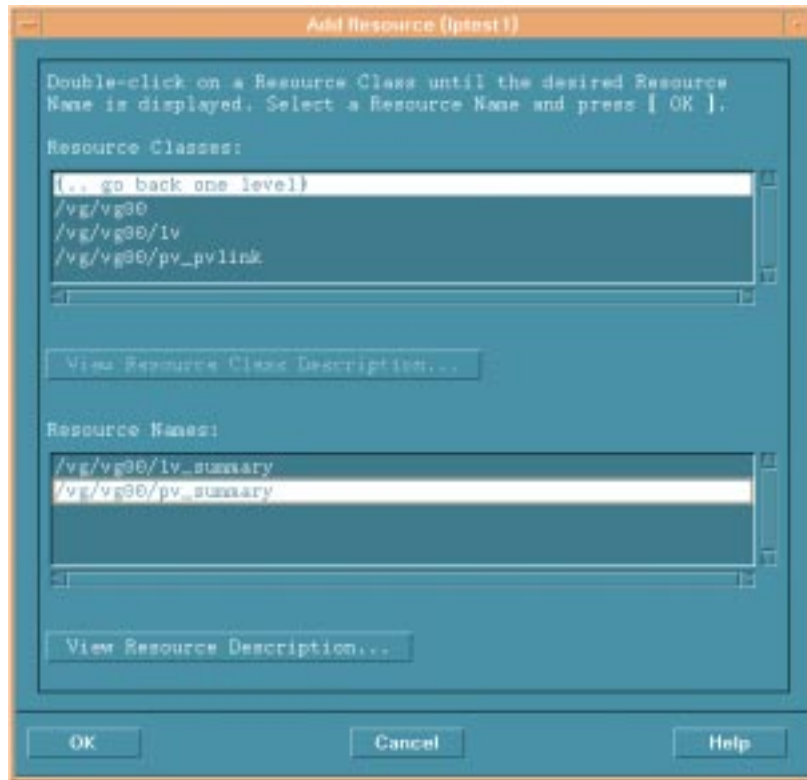 Add Resource (lptest1)
Double-click on a Resource Class until the desired Resource
Name is displayed. Select a Resource Name and press [ OK ].
Resource Classes:
(.. go back one level)
/vg/vg00
/vg/vg00/lv
/vg/vg00/pv_pvlink
View Resource Class Description...
Resource Names:
/vg/vg00/lv_summary
/vg/vg00/pv_summary
View Resource Description...
OK
Cancel
Help